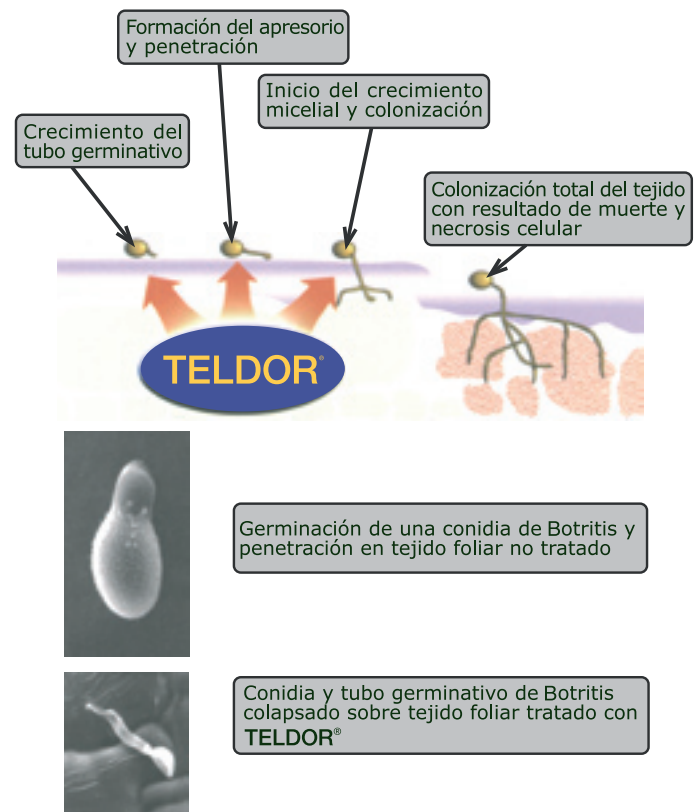 Formación del apresorio
y penetración
Inicio del crecimiento
micelial y colonización
Crecimiento del
tubo germinativo
Colonización total del tejido
con resultado de muerte y
necrosis celular
TELDOR®
Germinación de una conidia de Botritis y
penetración en tejido foliar no tratado
Conidia y tubo germinativo de Botritis
colapsado sobre tejido foliar tratado con
TELDOR®